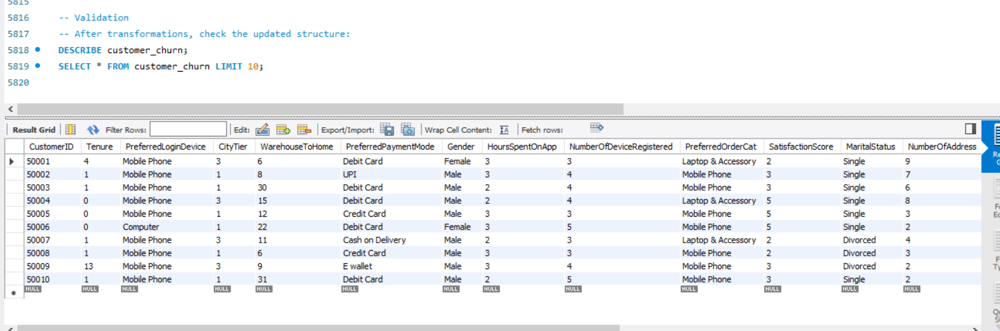 5815
5816 -- Validation
5817 -- After transformations, check the updated structure:
5818 DESCRIBE customer_churn;
5819 SELECT * FROM customer_churn LIMIT 10;
5820
Result Grid Filter Rows: Edit: Export/Import: Wrap Cell Content: Fetch rows:
CustomerID Tenure PreferredLoginDevice CityTier WarehouseToHome PreferredPaymentMode Gender HoursSpentOnApp NumberOfDeviceRegistered PreferredOrderCat SatisfactionScore MaritalStatus NumberOfAddress
50001 4 Mobile Phone 3 6 Debit Card Female 3 3 Laptop & Accessory 2 Single 9
50002 1 Mobile Phone 1 8 UPI Male 3 4 Mobile Phone 3 Single 7
50003 1 Mobile Phone 1 30 Debit Card Male 2 4 Mobile Phone 3 Single 6
50004 0 Mobile Phone 3 15 Debit Card Male 2 4 Laptop & Accessory 5 Single 8
50005 0 Mobile Phone 1 12 Credit Card Male 3 3 Mobile Phone 5 Single 3
50006 0 Computer 1 22 Debit Card Female 3 5 Mobile Phone 5 Single 2
50007 1 Mobile Phone 3 11 Cash on Delivery Male 2 3 Laptop & Accessory 2 Divorced 4
50008 1 Mobile Phone 1 6 Credit Card Male 3 3 Mobile Phone 2 Divorced 3
50009 13 Mobile Phone 3 9 E wallet Male 3 4 Mobile Phone 3 Divorced 2
50010 1 Mobile Phone 1 31 Debit Card Male 2 5 Mobile Phone 3 Single 2
NULL NULL NULL NULL NULL NULL NULL NULL NULL NULL NULL NULL NULL